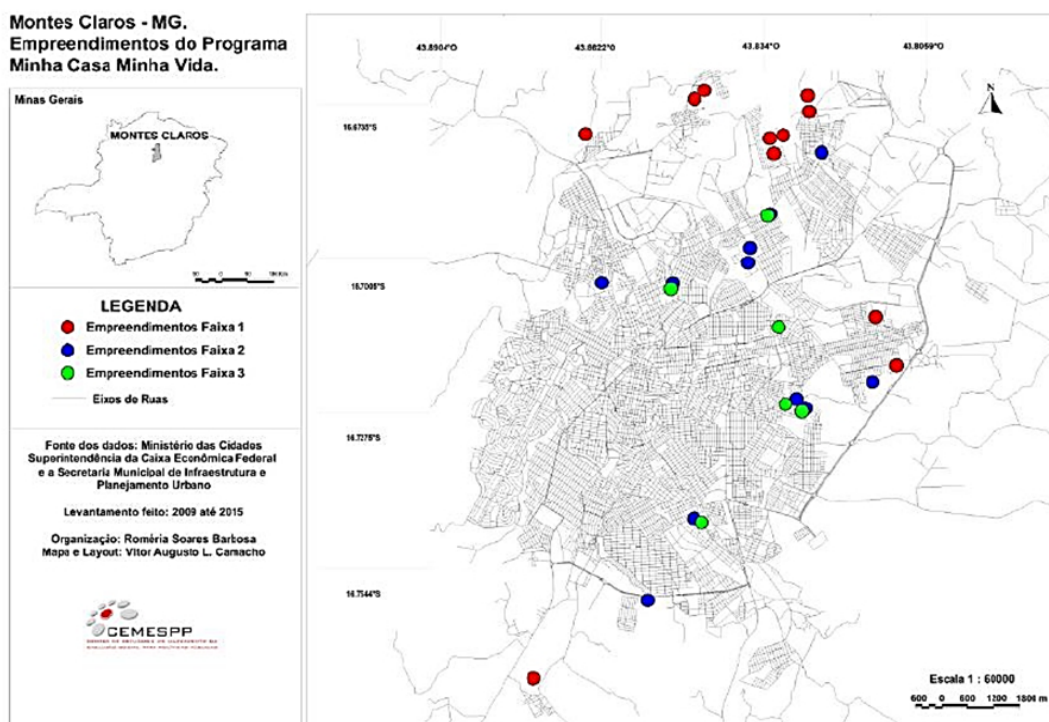 Montes Claros - MG.
Empreendimentos do Programa
Minha Casa Minha Vida.
Minas Gerais
MONTES CLAROS
LEGENDA
Empreendimentos Faixa 1
Empreendimentos Faixa 2
Empreendimentos Faixa 3
Eixos de Ruas
Fonte dos dados: Ministério das Cidades
Superintendência da Caixa Econômica Federal
e a Secretaria Municipal de Infraestrutura e
Planejamento Urbano
Levantamento feito: 2009 até 2015
Organização: Roméria Soares Barbosa
Mapa e Layout: Vitor Augusto L. Camacho
CEMESPP
43.8904°O
43.8622°O
43.834°O
43.8059°O
N
16.6735°S
16.7005°S
16.7275°S
16.7544°S
Escala 1 : 60000
600 0 600 1200 1800 m